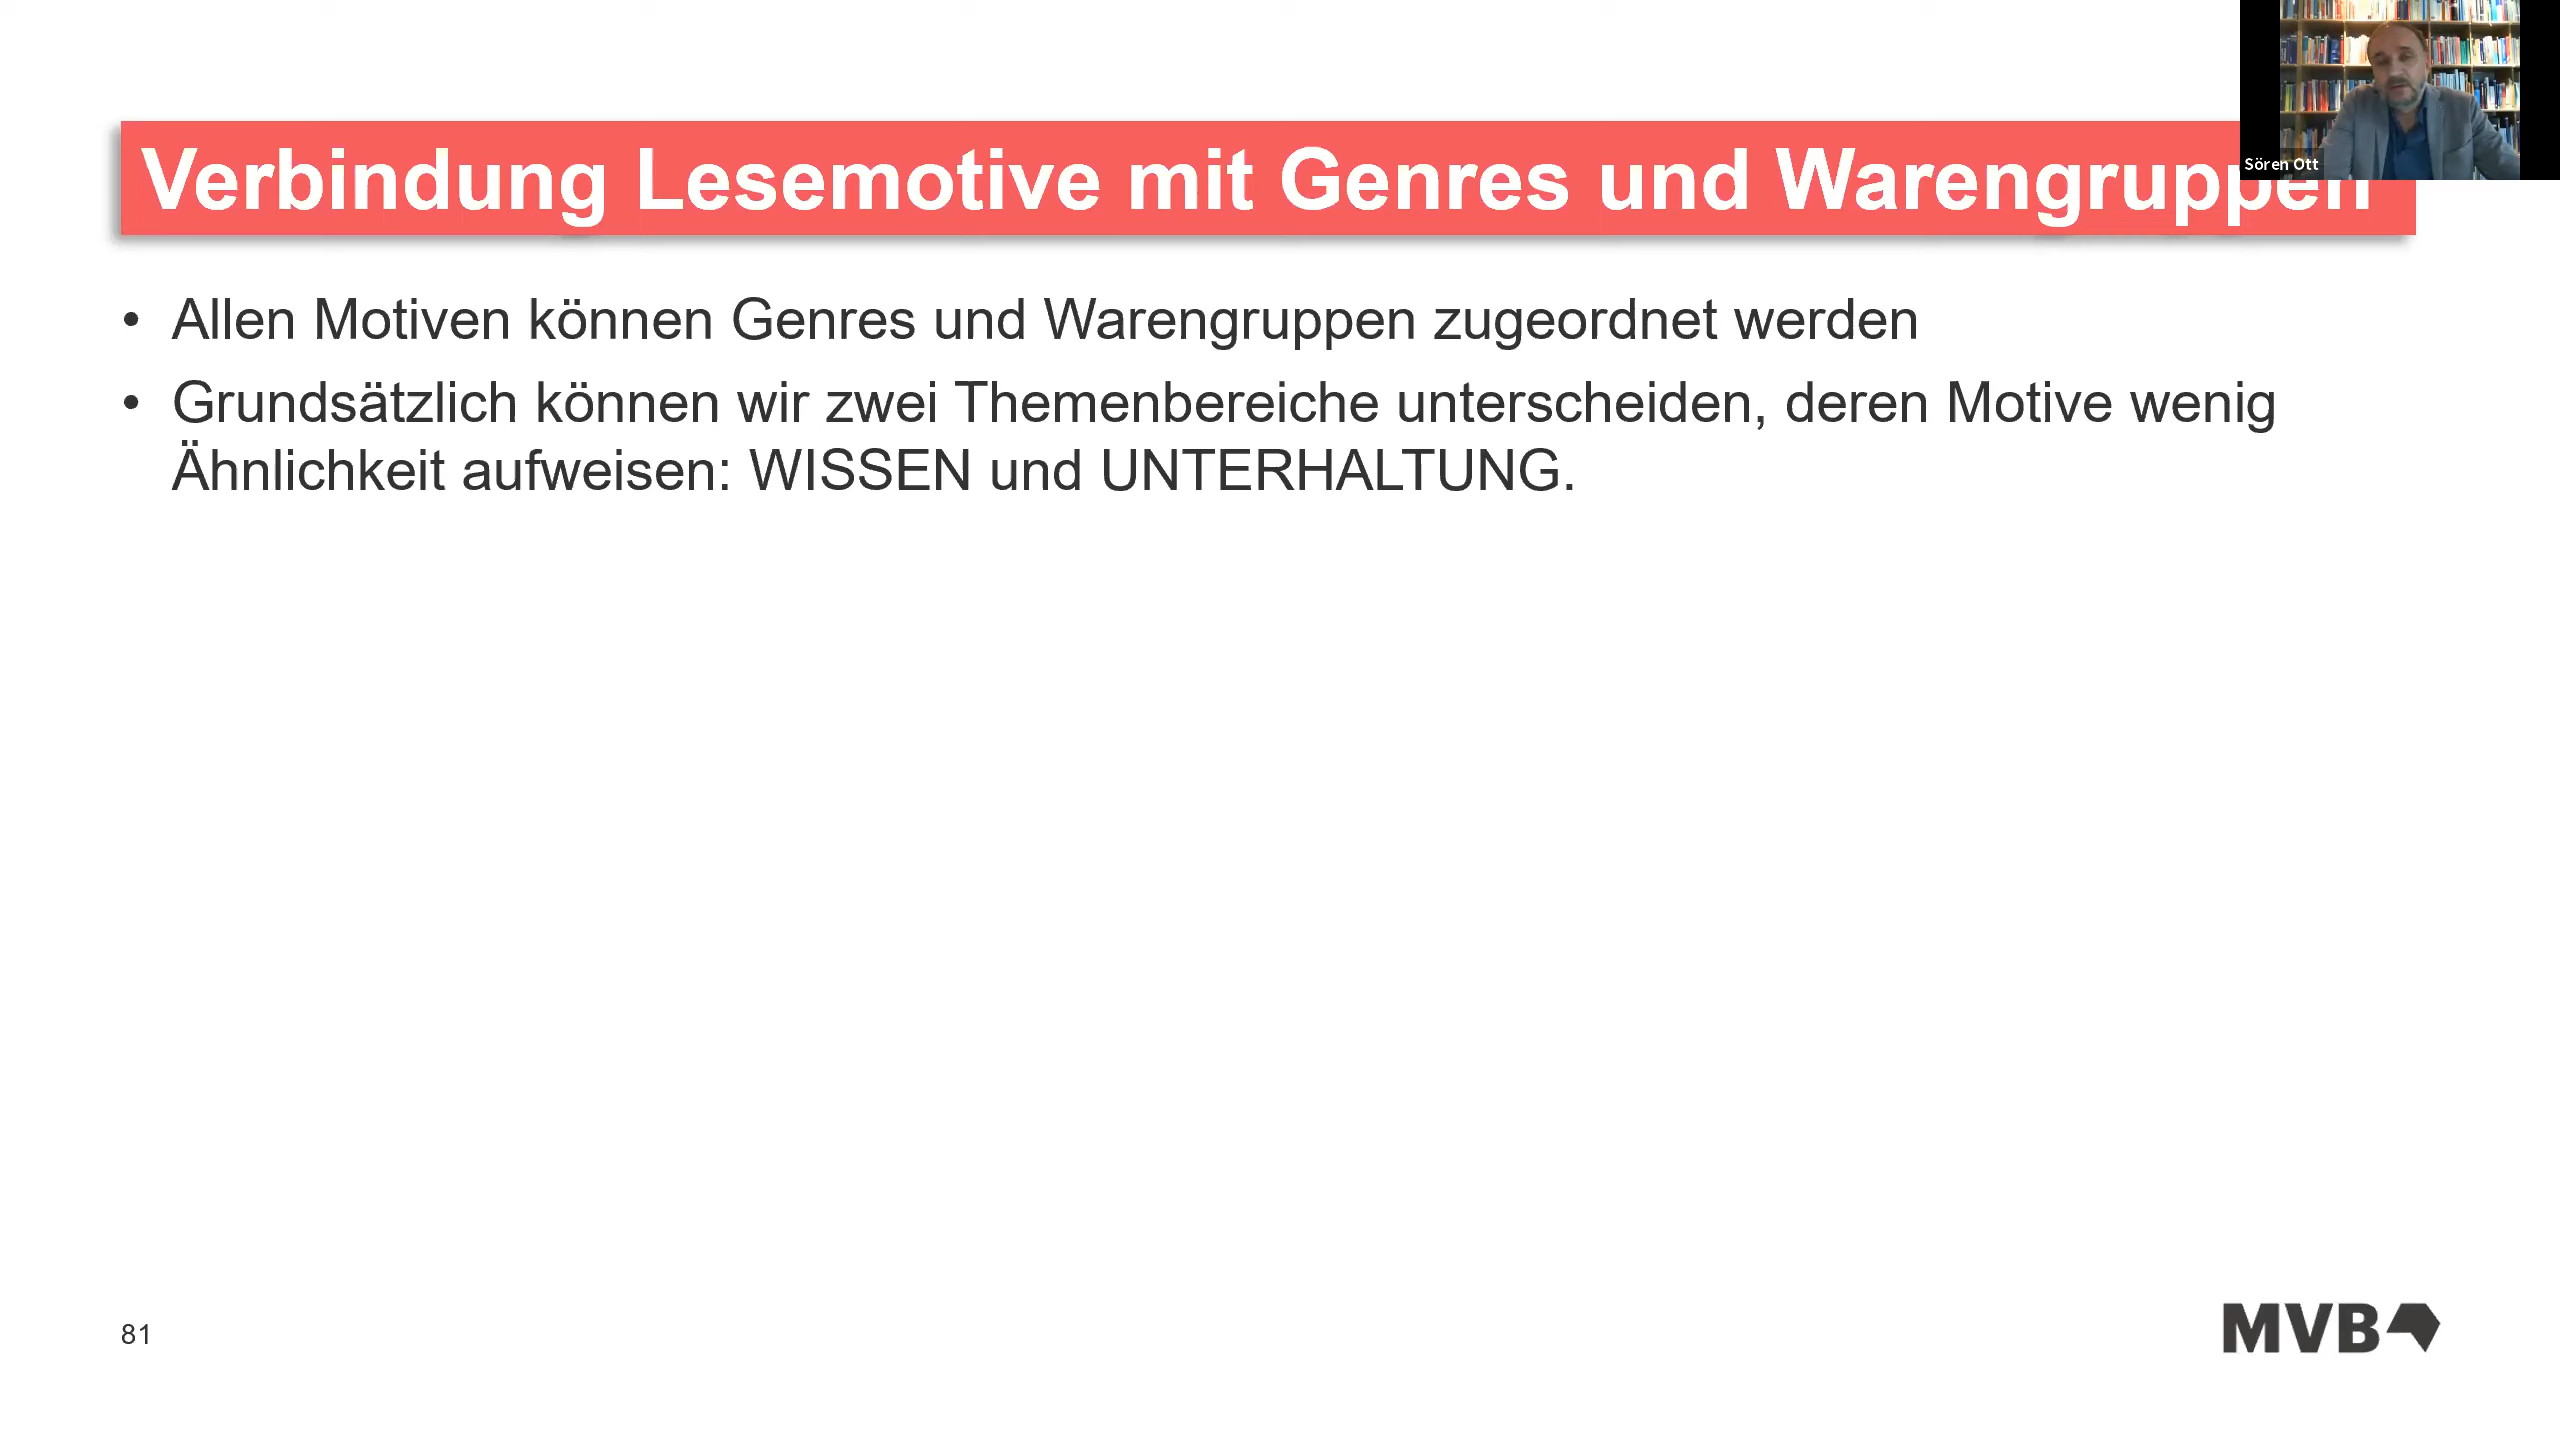 Verbindung Lesemotive mit Genres und Warengruppen
Sören Ott
• Allen Motiven können Genres und Warengruppen zugeordnet werden
• Grundsätzlich können wir zwei Themenbereiche unterscheiden, deren Motive wenig
Ähnlichkeit aufweisen: WISSEN und UNTERHALTUNG.
81
MVB